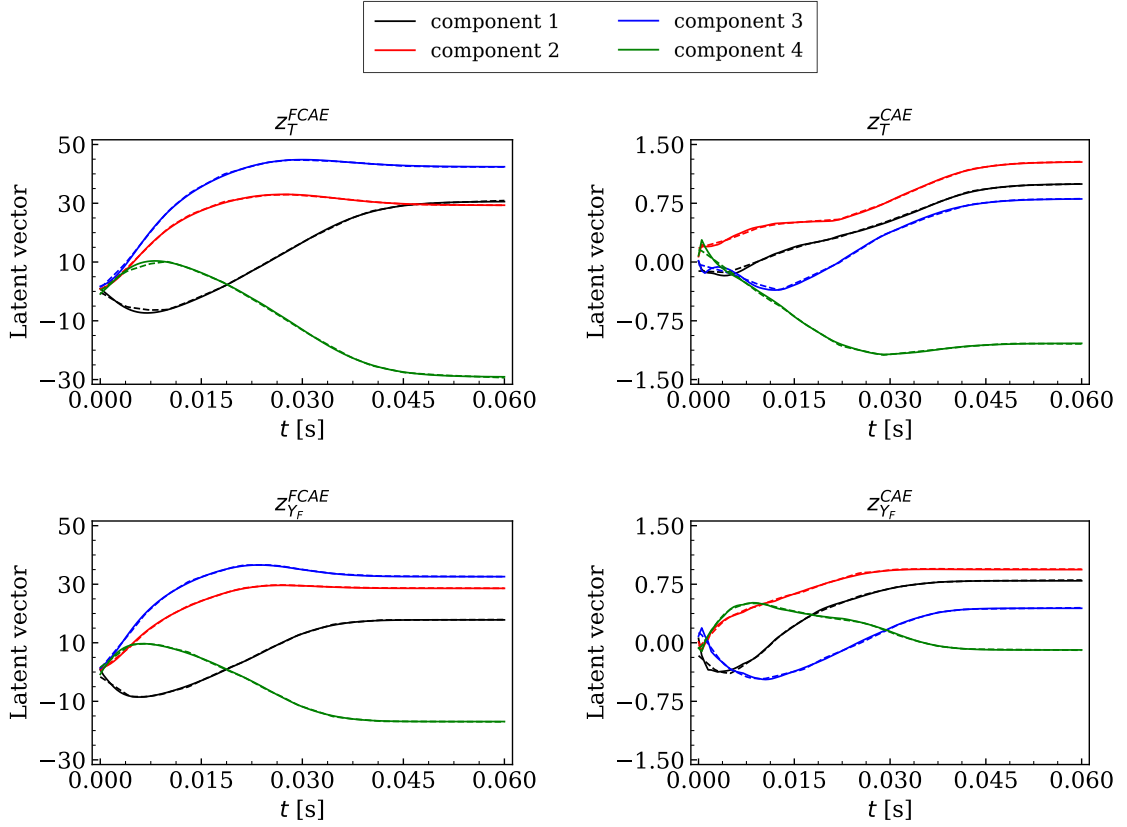 component 1
component 2
component 3
component 4
z_T^{FCAE}
50
30
10
−10
−30
Latent vector
0.000 0.015 0.030 0.045 0.060
t [s]
z_T^{CAE}
1.50
0.75
0.00
−0.75
−1.50
Latent vector
0.000 0.015 0.030 0.045 0.060
t [s]
z_{Y_F}^{FCAE}
50
30
10
−10
−30
Latent vector
0.000 0.015 0.030 0.045 0.060
t [s]
z_{Y_F}^{CAE}
1.50
0.75
0.00
−0.75
−1.50
Latent vector
0.000 0.015 0.030 0.045 0.060
t [s]